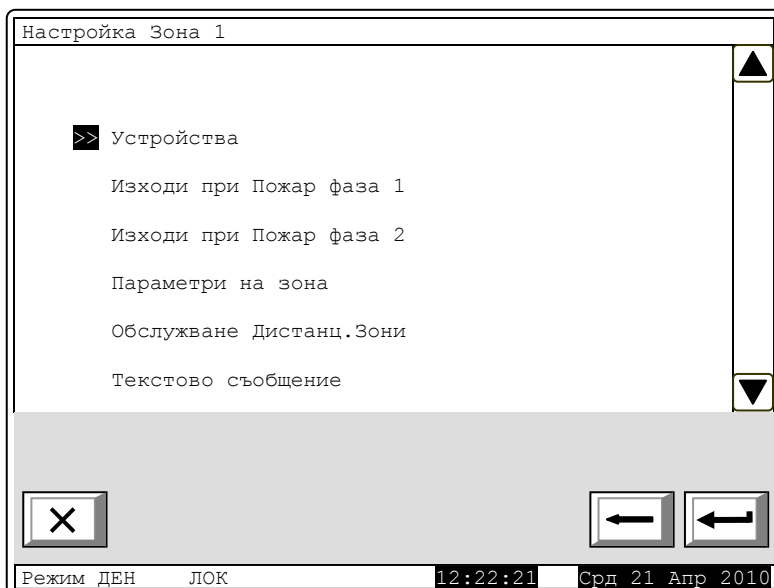 Настройка Зона 1
>> Устройства
Изходи при Пожар фаза 1
Изходи при Пожар фаза 2
Параметри на зона
Обслужване Дистанц.Зони
Текстово съобщение
Режим ДЕН ЛОК 12:22:21 Срд 21 Апр 2010